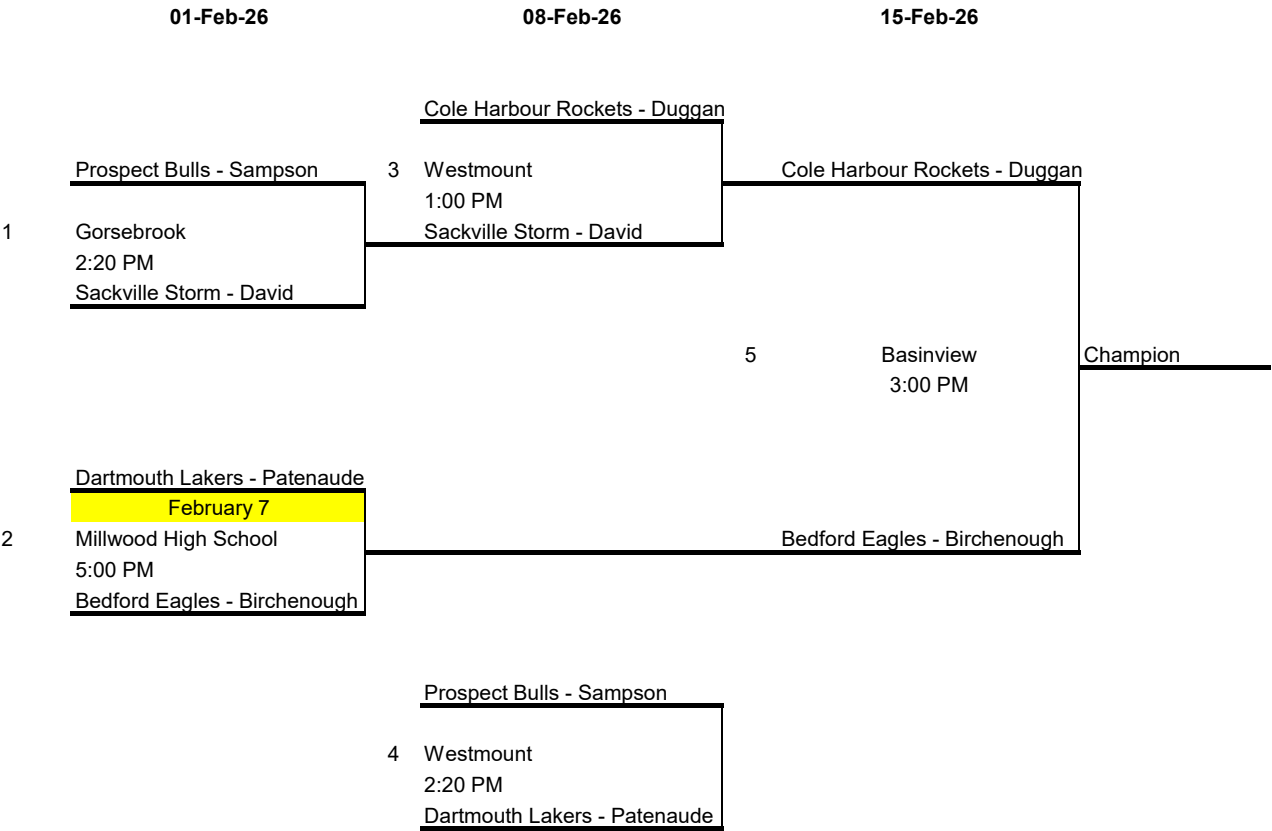 01-Feb-26 08-Feb-26 15-Feb-26
Cole Harbour Rockets - Duggan
Prospect Bulls - Sampson 3 Westmount Cole Harbour Rockets - Duggan
1:00 PM
1 Gorsebrook Sackville Storm - David
2:20 PM
Sackville Storm - David
5 Basinview Champion
3:00 PM
Dartmouth Lakers - Patenaude
February 7
2 Millwood High School Bedford Eagles - Birchenough
5:00 PM
Bedford Eagles - Birchenough
Prospect Bulls - Sampson
4 Westmount
2:20 PM
Dartmouth Lakers - Patenaude